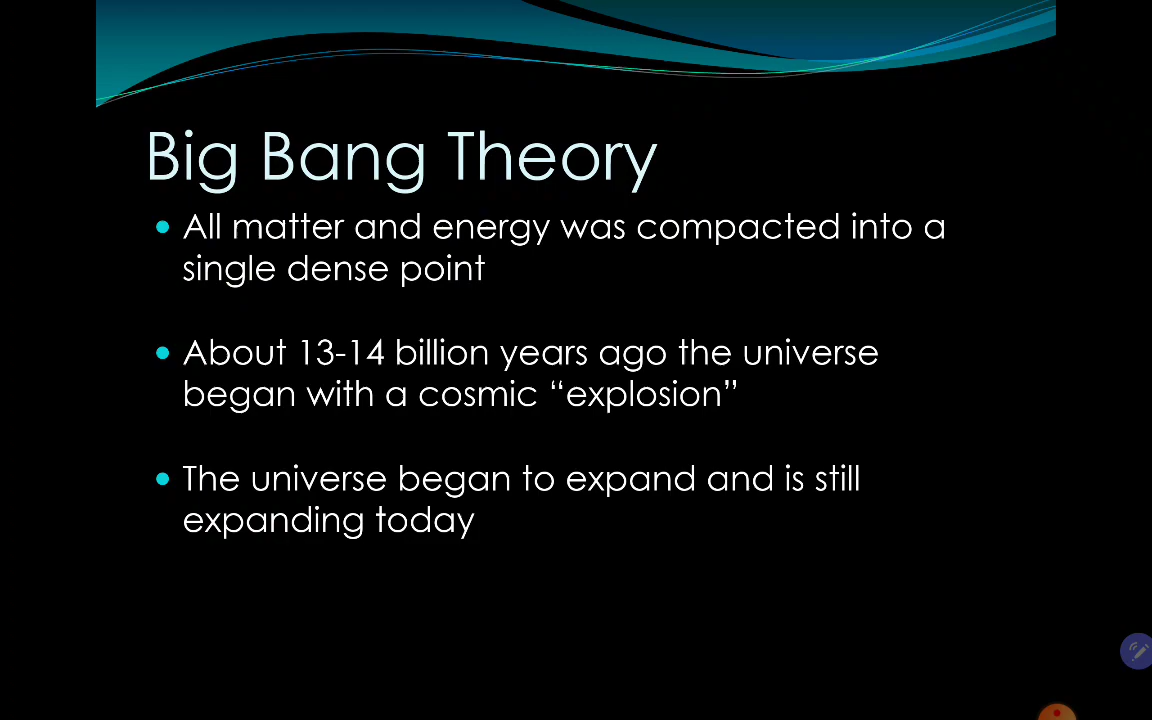 Big Bang Theory
• All matter and energy was compacted into a
single dense point
• About 13-14 billion years ago the universe
began with a cosmic “explosion”
• The universe began to expand and is still
expanding today